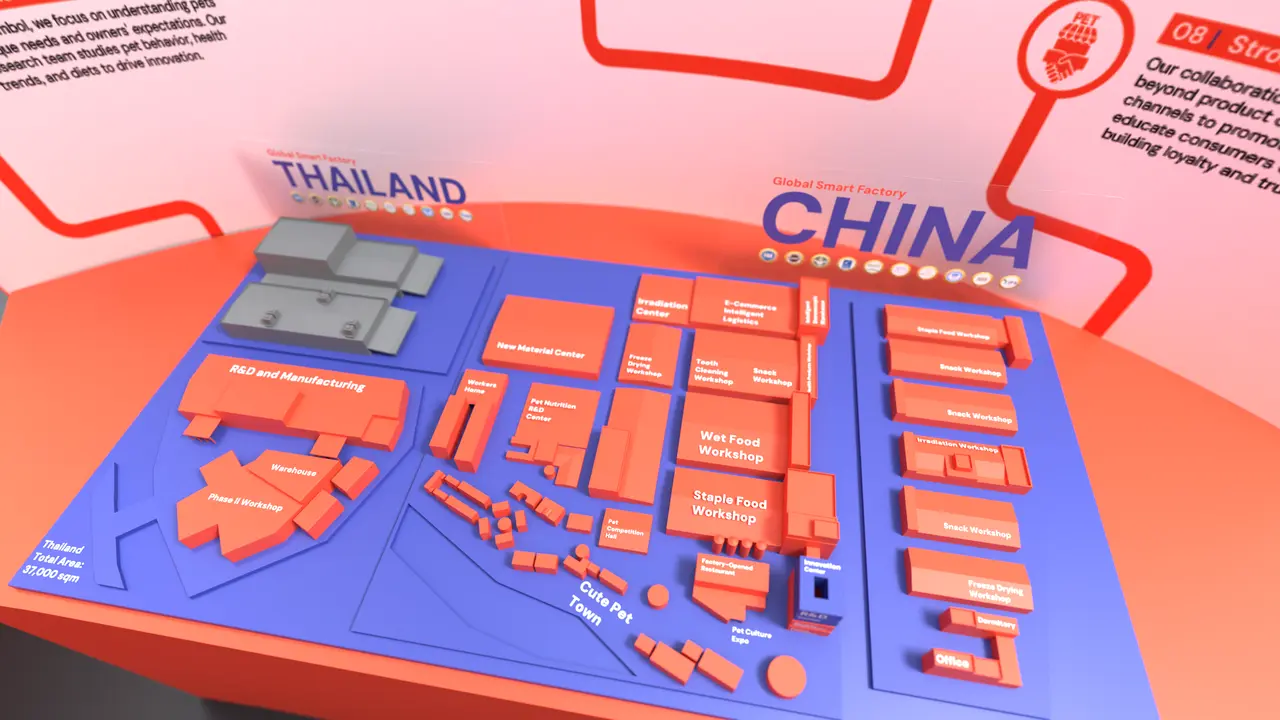 mbol, we focus on understanding pets
que needs and owners' expectations. Our
search team studies pet behavior, health
trends, and diets to drive innovation.
PET
08 | Stro
Our collaboratio
beyond product
channels to promo
educate consumers
building loyalty and tru
Global Smart Factory
THAILAND
Global Smart Factory
CHINA
R&D and Manufacturing
Warehouse
Phase II Workshop
Thailand
Total Area:
37,000 sqm
New Material Center
Workers
Home
Pet Nutrition
R&D
Center
Irradiation
Center
E-Commerce
Intelligent
Logistics
Freeze
Drying
Workshop
Tooth
Cleaning
Workshop
Snack
Workshop
Wet Food
Workshop
Staple Food
Workshop
Pet
Competition
Hall
Factory-Opened
Restaurant
Innovation
Center
R&D
Cute Pet
Town
Pet Culture
Expo
Staple Food Workshop
Snack Workshop
Snack Workshop
Irradiation Workshop
Snack Workshop
Freeze Drying
Workshop
Dormitory
Office